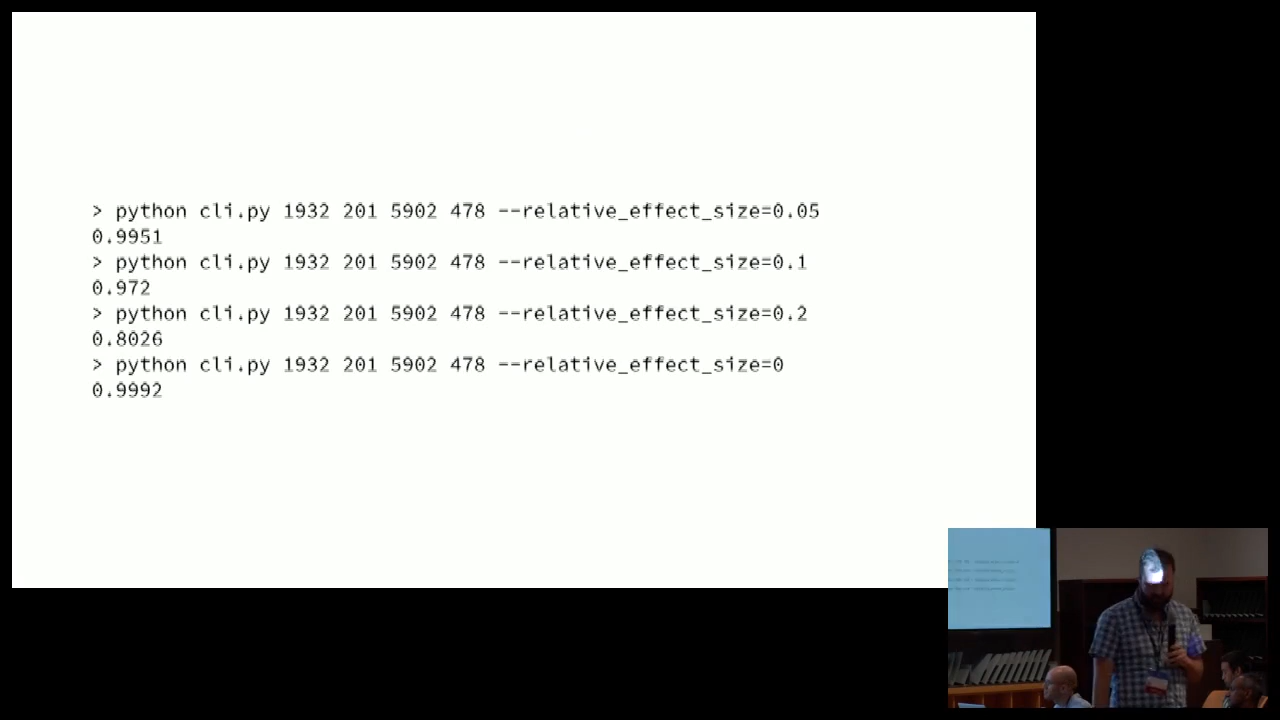 > python cli.py 1932 201 5902 478 --relative_effect_size=0.05
0.9951
> python cli.py 1932 201 5902 478 --relative_effect_size=0.1
0.972
> python cli.py 1932 201 5902 478 --relative_effect_size=0.2
0.8026
> python cli.py 1932 201 5902 478 --relative_effect_size=0
0.9992